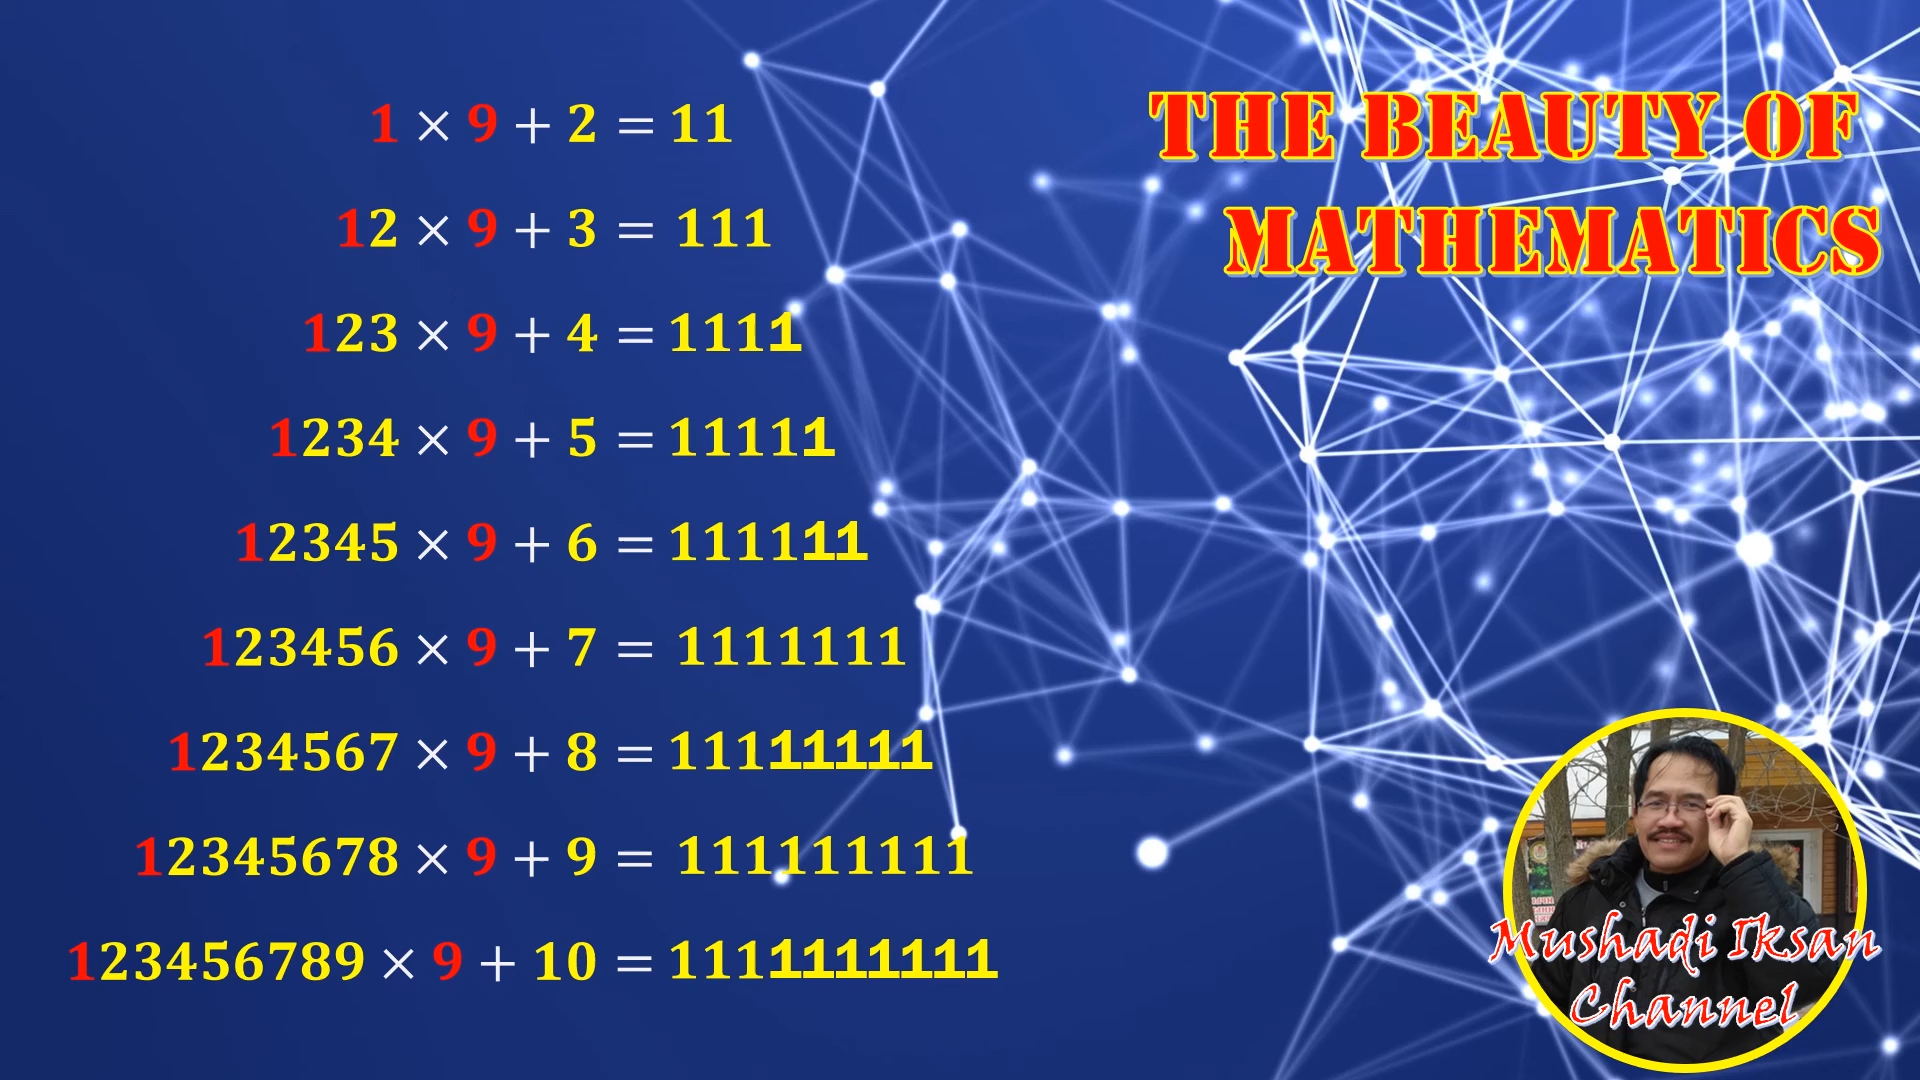 1 × 9 + 2 = 11
12 × 9 + 3 = 111
123 × 9 + 4 = 1111
1234 × 9 + 5 = 11111
12345 × 9 + 6 = 111111
123456 × 9 + 7 = 1111111
1234567 × 9 + 8 = 11111111
12345678 × 9 + 9 = 111111111
123456789 × 9 + 10 = 1111111111
THE BEAUTY OF
MATHEMATICS
Mushadi Iksan
Channel